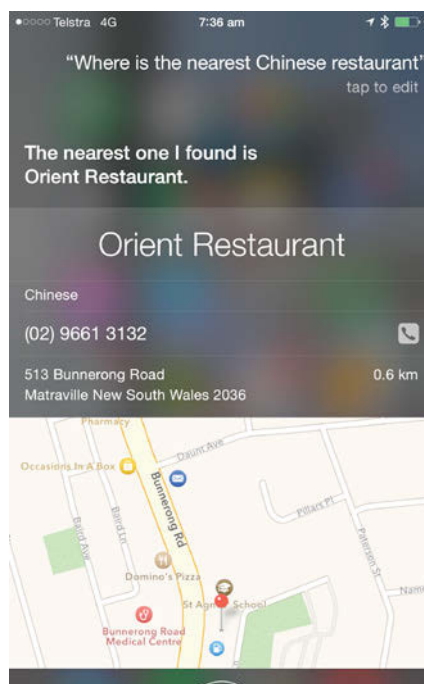 Telstra 4G 7:36 am
“Where is the nearest Chinese restaurant”
tap to edit
The nearest one I found is
Orient Restaurant.
Orient Restaurant
Chinese
(02) 9661 3132
513 Bunnerong Road 0.6 km
Matraville New South Wales 2036
Pharmacy
Daunt Ave
Occasions In A Box
Bunnerong Rd
Pillars Pl
Baird Ave
Baird Ln
Paterson St
Domino's Pizza
School
Bunnerong Road
Medical Centre